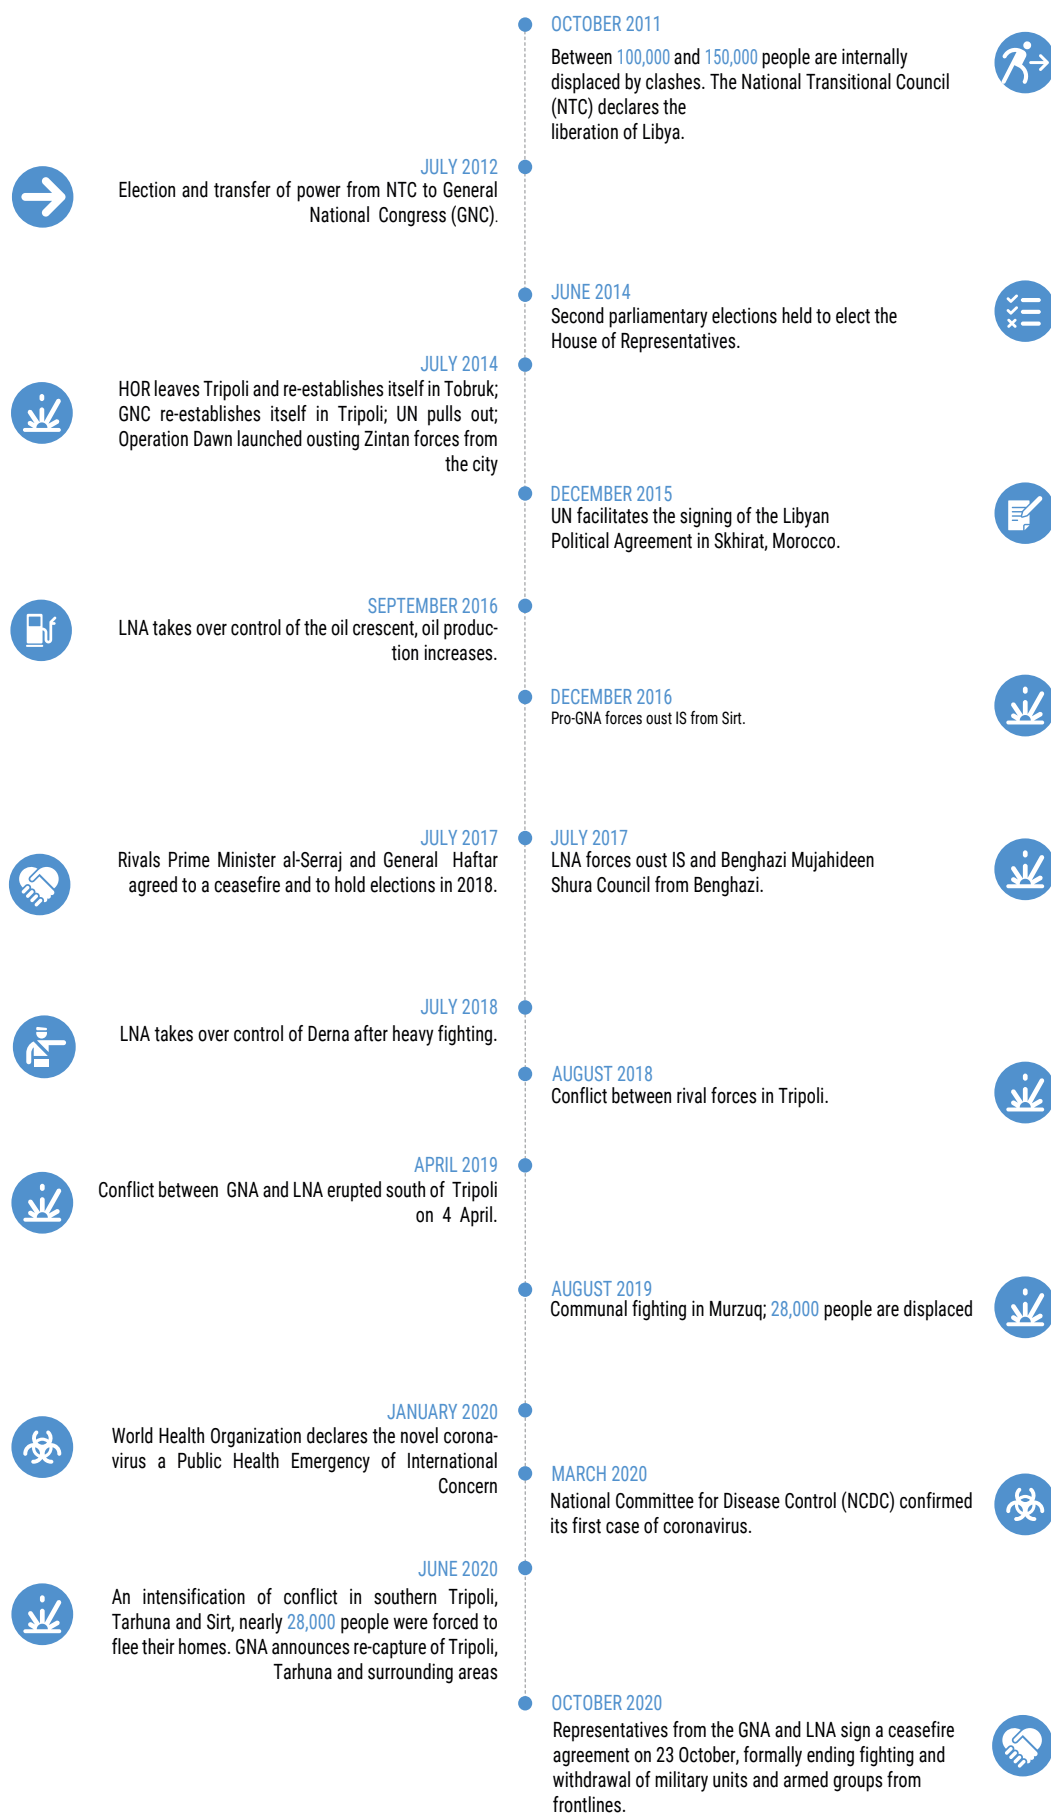 OCTOBER 2011
Between 100,000 and 150,000 people are internally
displaced by clashes. The National Transitional Council
(NTC) declares the
liberation of Libya.
JULY 2012
Election and transfer of power from NTC to General
National Congress (GNC).
JUNE 2014
Second parliamentary elections held to elect the
House of Representatives.
JULY 2014
HOR leaves Tripoli and re-establishes itself in Tobruk;
GNC re-establishes itself in Tripoli; UN pulls out;
Operation Dawn launched ousting Zintan forces from
the city
DECEMBER 2015
UN facilitates the signing of the Libyan
Political Agreement in Skhirat, Morocco.
SEPTEMBER 2016
LNA takes over control of the oil crescent, oil produc-
tion increases.
DECEMBER 2016
Pro-GNA forces oust IS from Sirt.
JULY 2017
Rivals Prime Minister al-Serraj and General Haftar
agreed to a ceasefire and to hold elections in 2018.
JULY 2017
LNA forces oust IS and Benghazi Mujahideen
Shura Council from Benghazi.
JULY 2018
LNA takes over control of Derna after heavy fighting.
AUGUST 2018
Conflict between rival forces in Tripoli.
APRIL 2019
Conflict between GNA and LNA erupted south of Tripoli
on 4 April.
AUGUST 2019
Communal fighting in Murzuq; 28,000 people are displaced
JANUARY 2020
World Health Organization declares the novel corona-
virus a Public Health Emergency of International
Concern
MARCH 2020
National Committee for Disease Control (NCDC) confirmed
its first case of coronavirus.
JUNE 2020
An intensification of conflict in southern Tripoli,
Tarhuna and Sirt, nearly 28,000 people were forced to
flee their homes. GNA announces re-capture of Tripoli,
Tarhuna and surrounding areas
OCTOBER 2020
Representatives from the GNA and LNA sign a ceasefire
agreement on 23 October, formally ending fighting and
withdrawal of military units and armed groups from
frontlines.